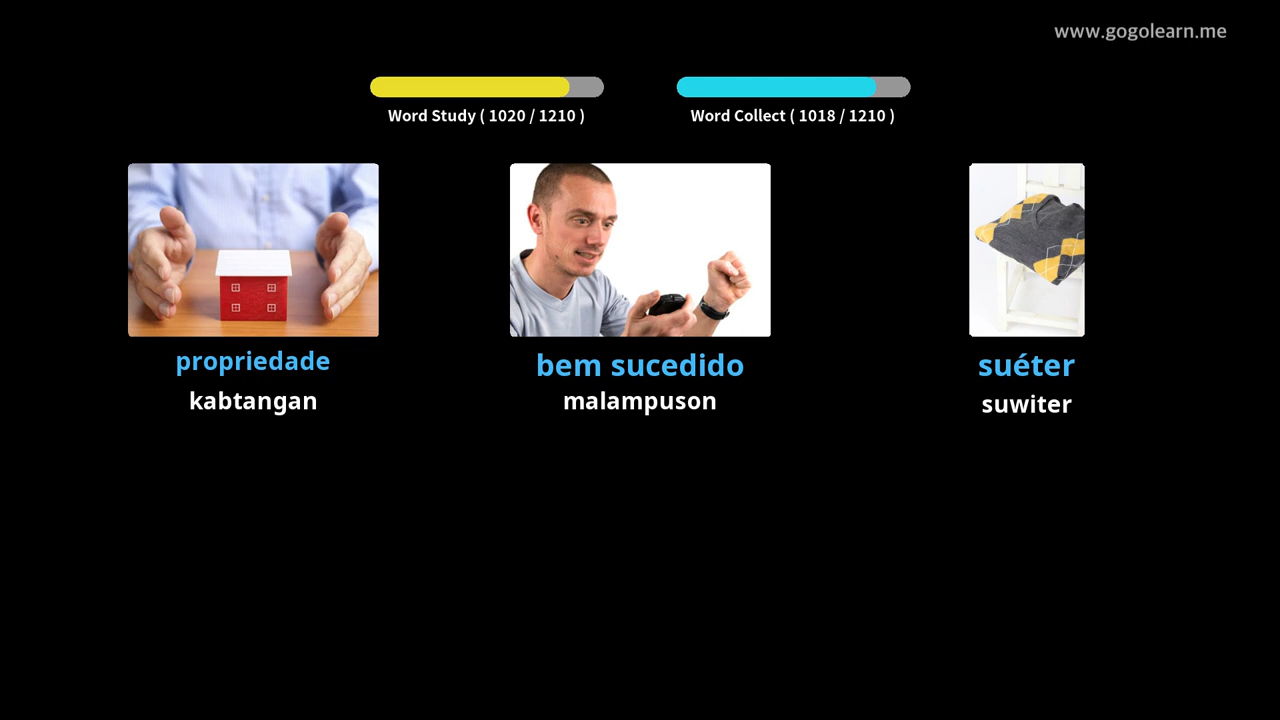 www.gogolearn.me
Word Study ( 1020 / 1210 )
Word Collect ( 1018 / 1210 )
propriedade
kabtangan
bem sucedido
malampuson
suéter
suwiter